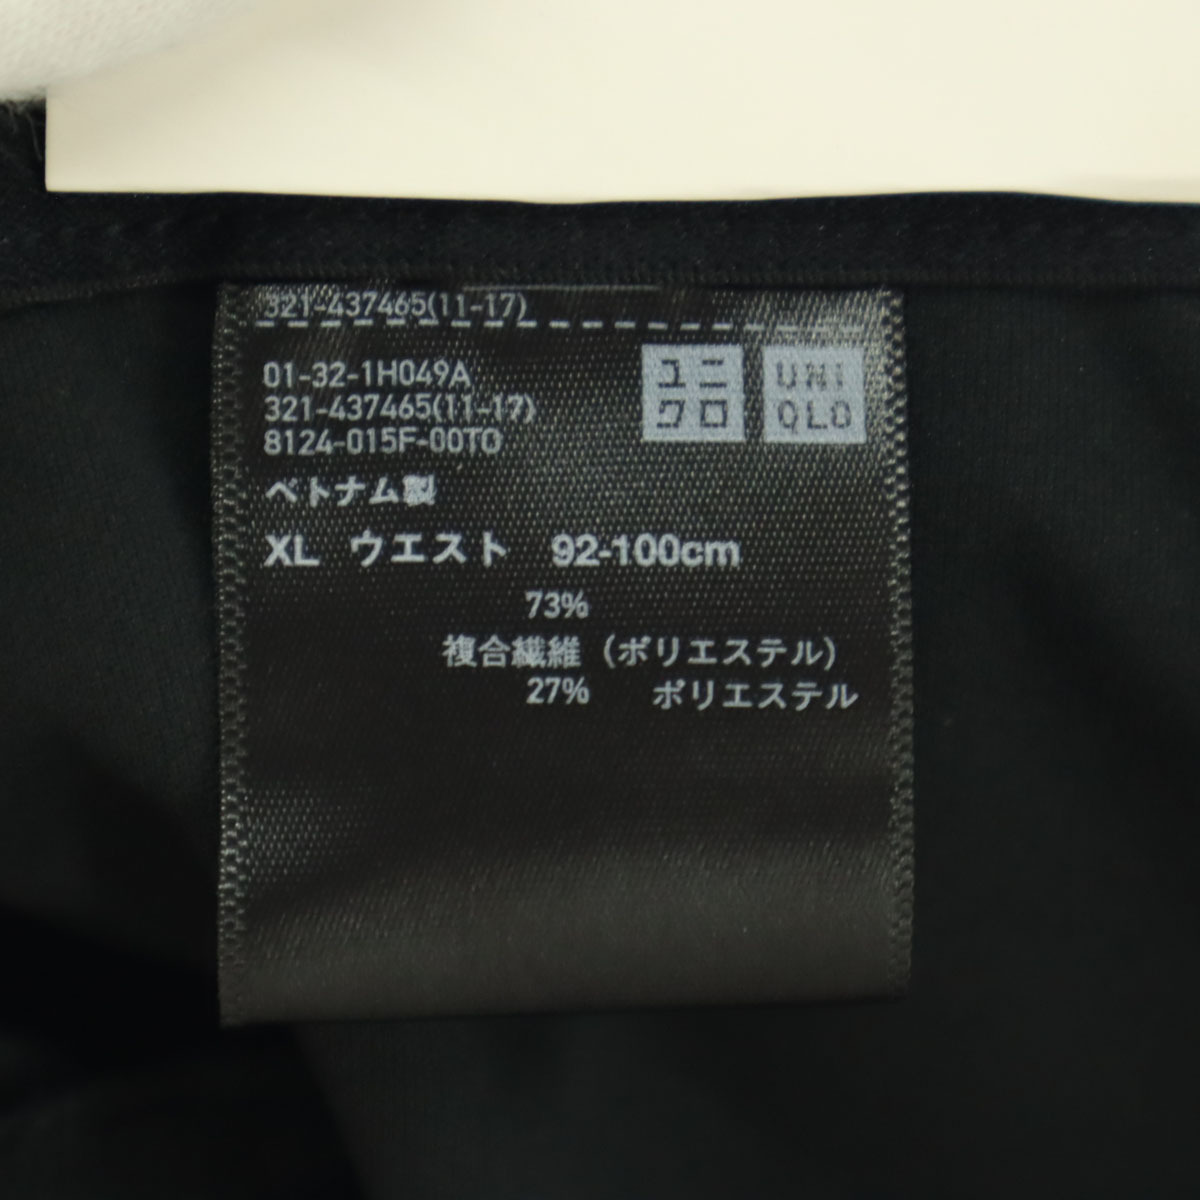 321-437465(11-17)
01-32-1H049A
321-437465(11-17)
8124-015F-00TO
ユニ
クロ
UNI
QLO
ベトナム製
XL ウエスト 92-100cm
73%
複合繊維（ポリエステル）
27% ポリエステル